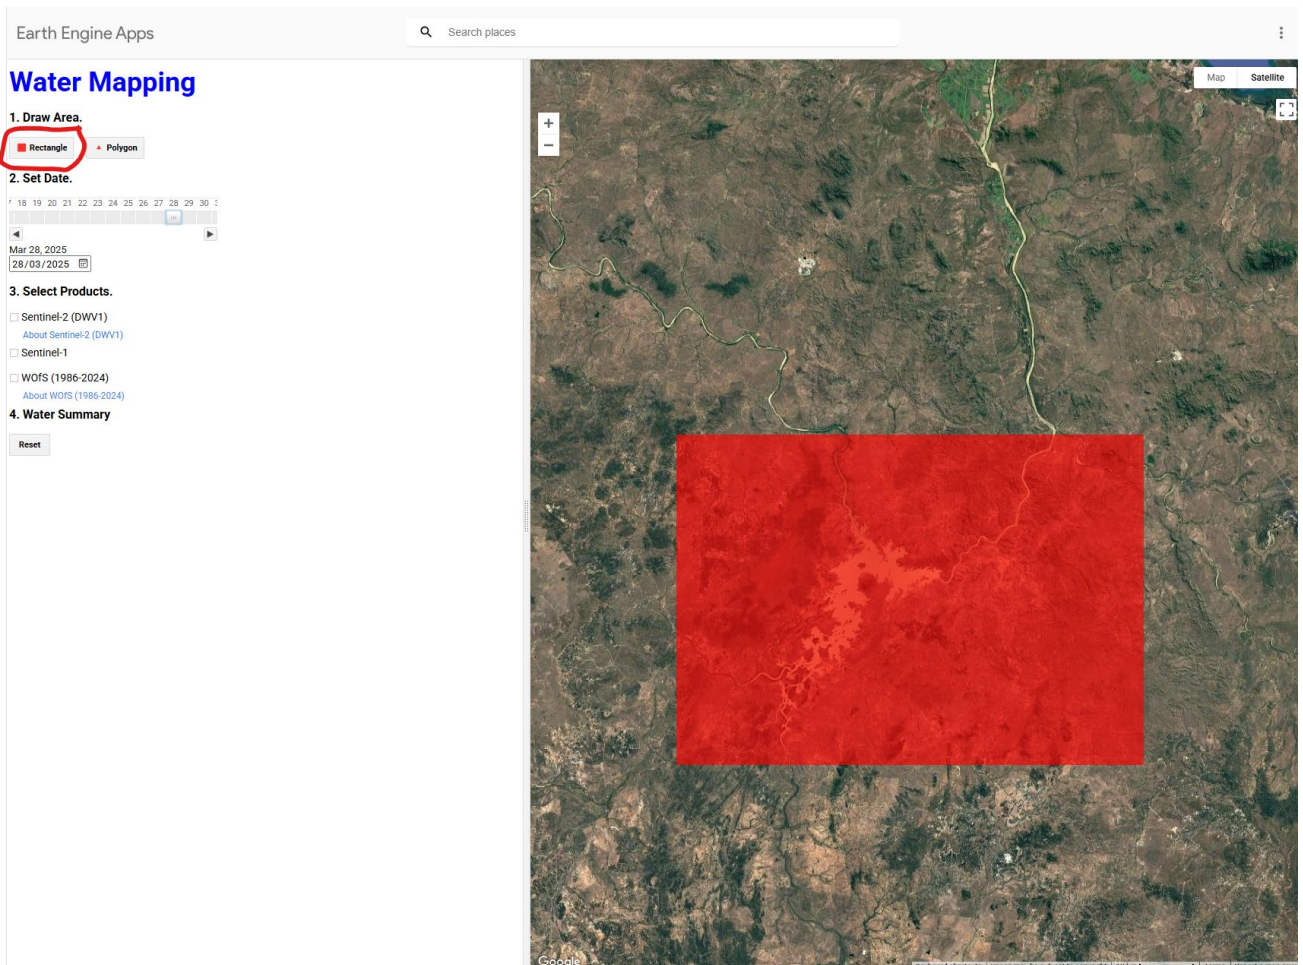 Earth Engine Apps
Search places
Water Mapping
1. Draw Area.
Rectangle
Polygon
2. Set Date.
18 19 20 21 22 23 24 25 26 27 28 29 30
Mar 28, 2025
28/03/2025
3. Select Products.
Sentinel-2 (DWV1)
About Sentinel-2 (DWV1)
Sentinel-1
WOfS (1986-2024)
About WOfS (1986-2024)
4. Water Summary
Reset
Map Satellite
Google